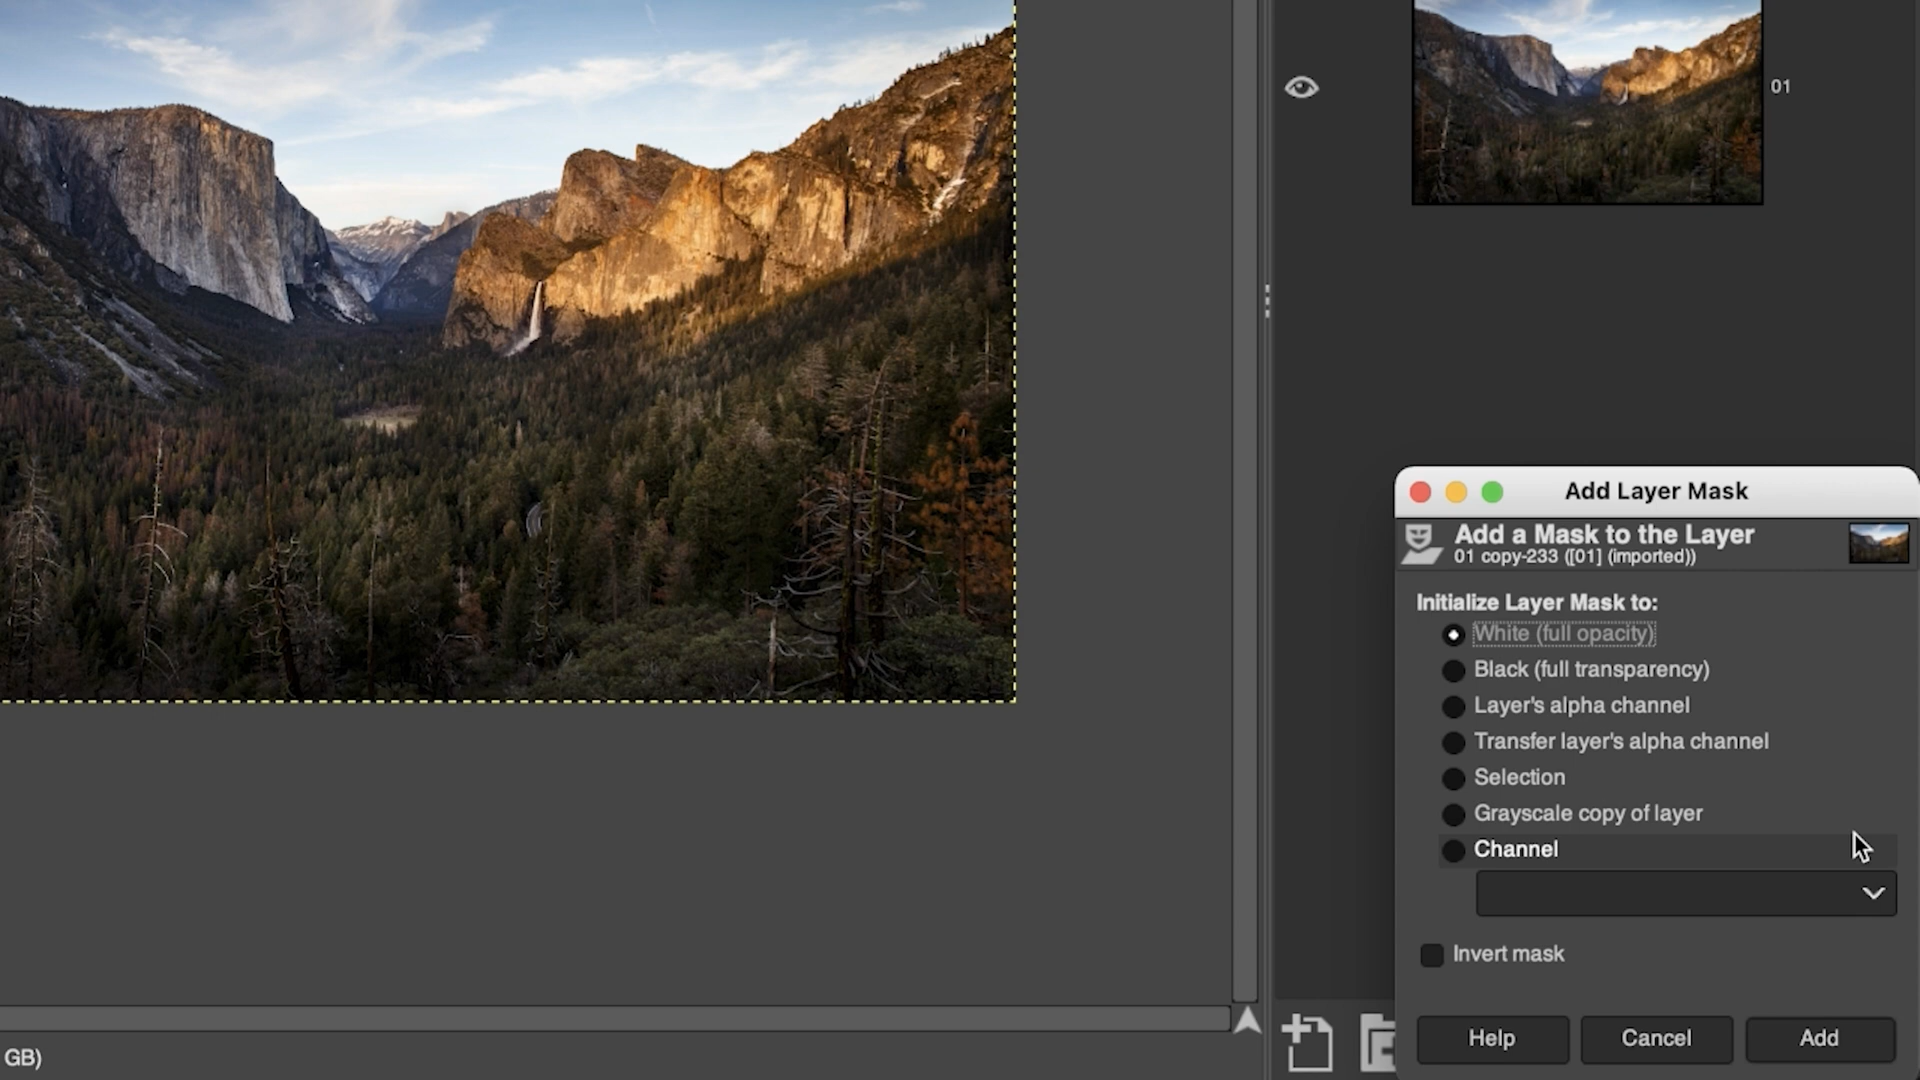 01
Add Layer Mask
Add a Mask to the Layer
01 copy-233 ([01] (imported))
Initialize Layer Mask to:
White (full opacity)
Black (full transparency)
Layer's alpha channel
Transfer layer's alpha channel
Selection
Grayscale copy of layer
Channel
Invert mask
Help
Cancel
Add
GB)